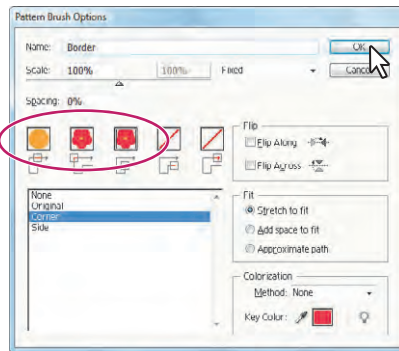 Pattern Brush Options
Name: Border
OK
Scale: 100% 100% Fixed
Cancel
Spacing: 0%
Flip
Flip Along
Flip Across
None
Original
Corner
Side
Fit
Stretch to fit
Add space to fit
Approximate path
Colorization
Method: None
Key Color: